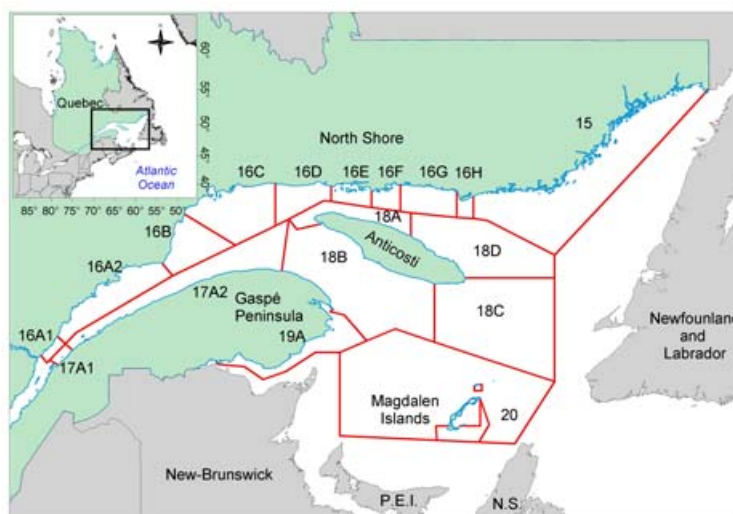 60°
55°
50°
45°
40°
85° 80° 75° 70° 65° 60° 55° 50°
Quebec
Atlantic
Ocean
North Shore
15
16C
16D
16E
16F
16G
16H
16B
18A
Anticosti
16A2
18B
18D
17A2
Gaspé
Peninsula
19A
18C
16A1
17A1
Newfounland
and
Labrador
Magdalen
Islands
20
New-Brunswick
P.E.I.
N.S.